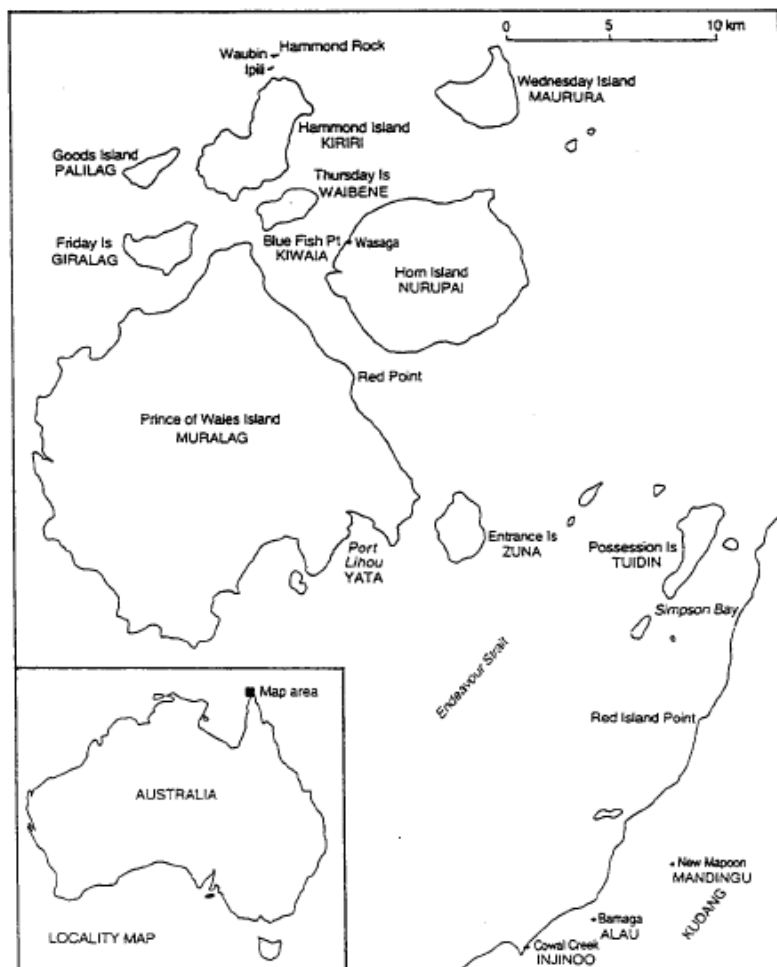 0 5 10 km
Waubin
Hammond Rock
Ipili
Wednesday Island
MAURURA
Hammond Island
KIRIRI
Goods Island
PALILAG
Thursday Is
WAIBENE
Friday Is
GIRALAG
Blue Fish Pt
KIWAIA
Wasaga
Horn Island
NURUPAI
Red Point
Prince of Wales Island
MURALAG
Entrance Is
ZUNA
Possession Is
TUIDIN
Port
Lihou
YATA
Simpson Bay
Endeavour Strait
Red Island Point
Map area
AUSTRALIA
New Mapoon
MANDINGU
KUDANG
Bamaga
ALAU
Cowal Creek
INJINOO
LOCALITY MAP